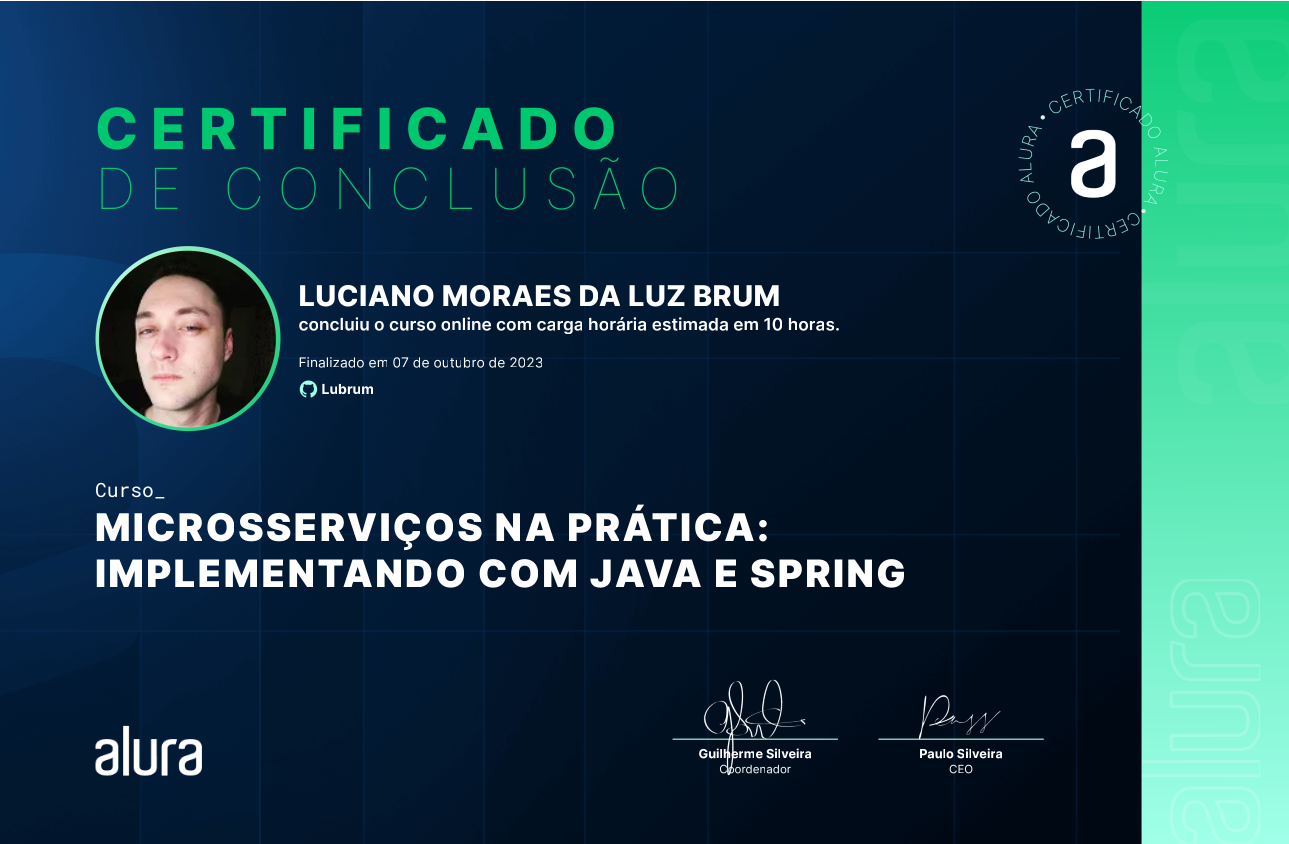 CERTIFICADO
DE CONCLUSÃO
CERTIFICADO ALURA • CERTIFICADO ALURA •
a
LUCIANO MORAES DA LUZ BRUM
concluiu o curso online com carga horária estimada em 10 horas.
Finalizado em 07 de outubro de 2023
Lubrum
Curso_
MICROSSERVIÇOS NA PRÁTICA:
IMPLEMENTANDO COM JAVA E SPRING
alura
Guilherme Silveira
Coordenador
Paulo Silveira
CEO
alura
alura